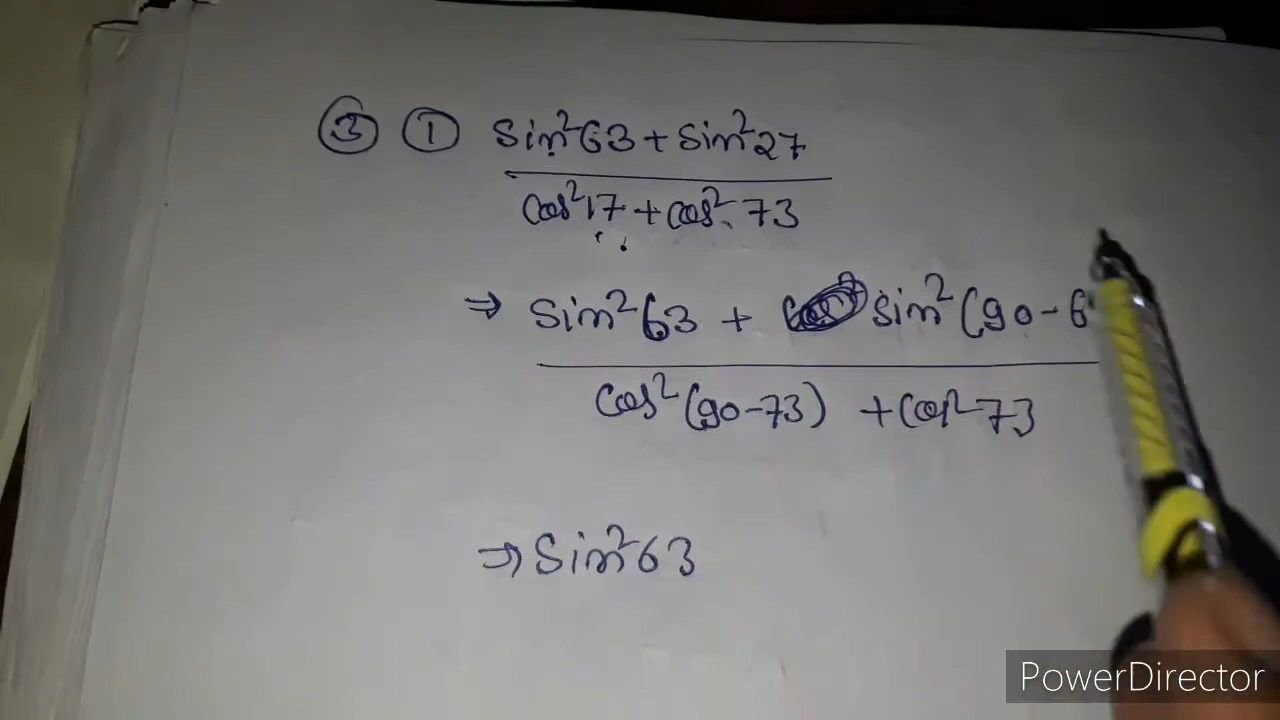 ③ ① Sin²63 + Sin²27
Cos²17 + Cos²73
⇒ Sin²63 + Sin²(90-6
Cos²(90-73) + Cos²73
⇒ Sin²63
PowerDirector